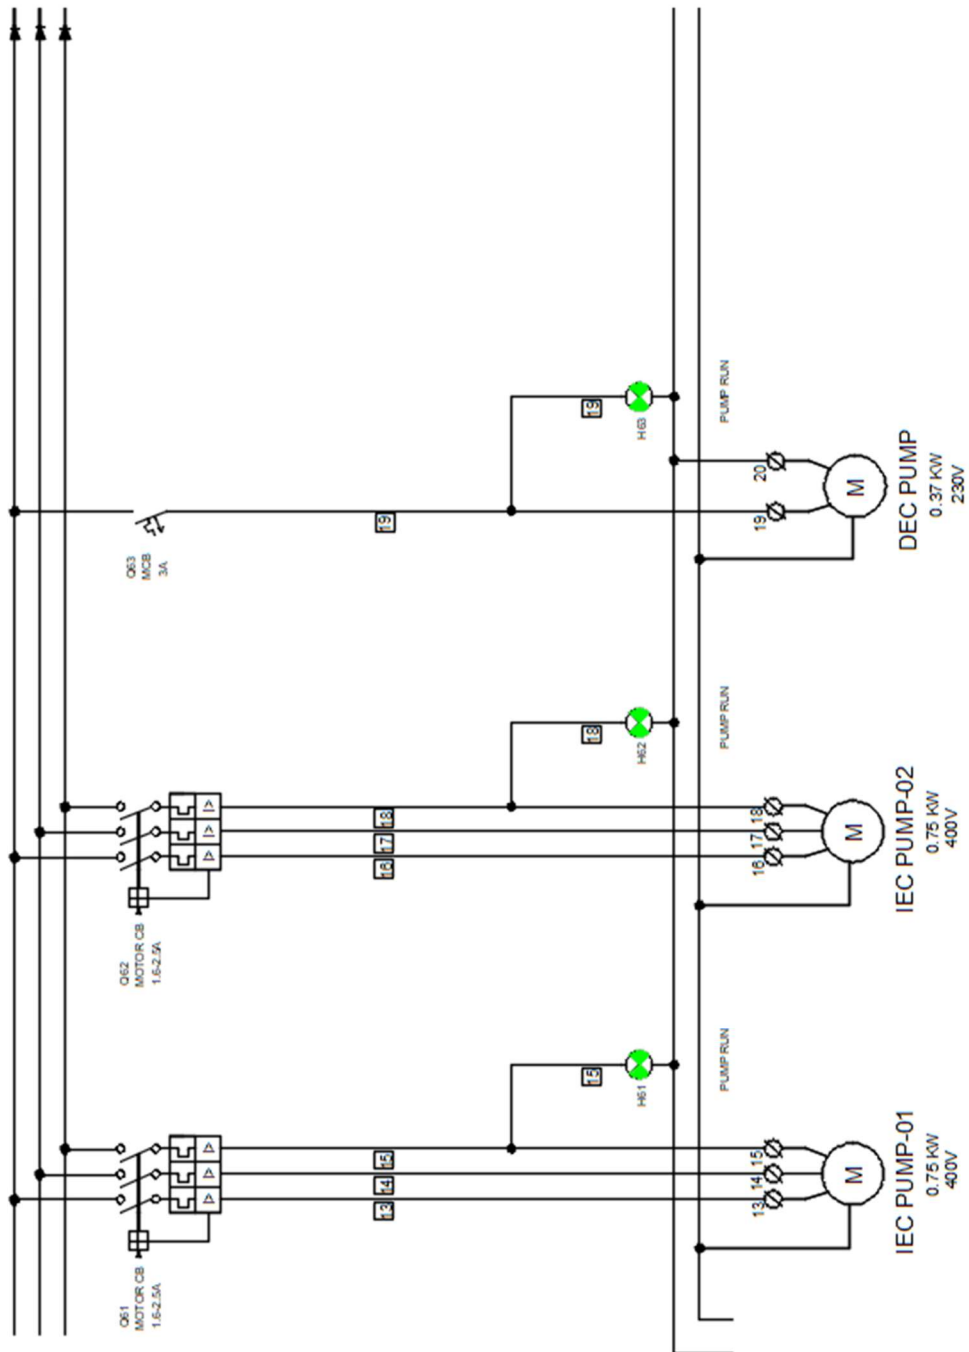 Q61
MOTOR CB
1.6-2.5A
13
14
15
15
H61
PUMP RUN
13
14
15
M
IEC PUMP-01
0.75 KW
400V
Q62
MOTOR CB
1.6-2.5A
16
17
18
18
H62
PUMP RUN
16
17
18
M
IEC PUMP-02
0.75 KW
400V
Q63
MCB
3A
19
19
H63
PUMP RUN
19
20
M
DEC PUMP
0.37 KW
230V